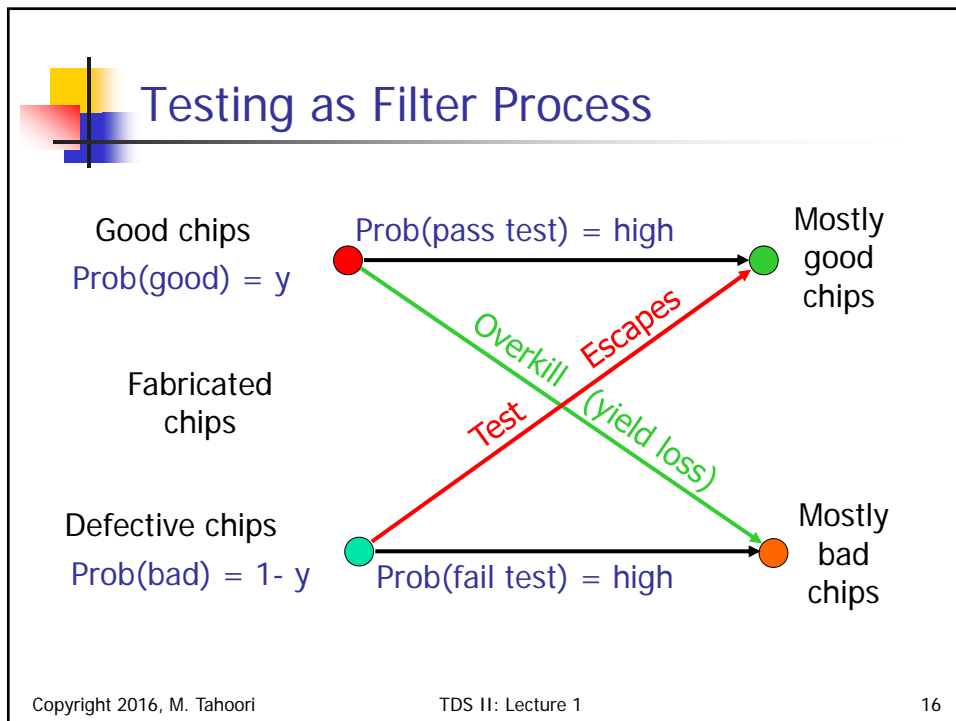 Testing as Filter Process
Good chips
Prob(good) = y
Prob(pass test) = high
Mostly
good
chips
Fabricated
chips
Test Escapes
Overkill (yield loss)
Defective chips
Prob(bad) = 1- y
Prob(fail test) = high
Mostly
bad
chips
Copyright 2016, M. Tahoori
TDS II: Lecture 1
16